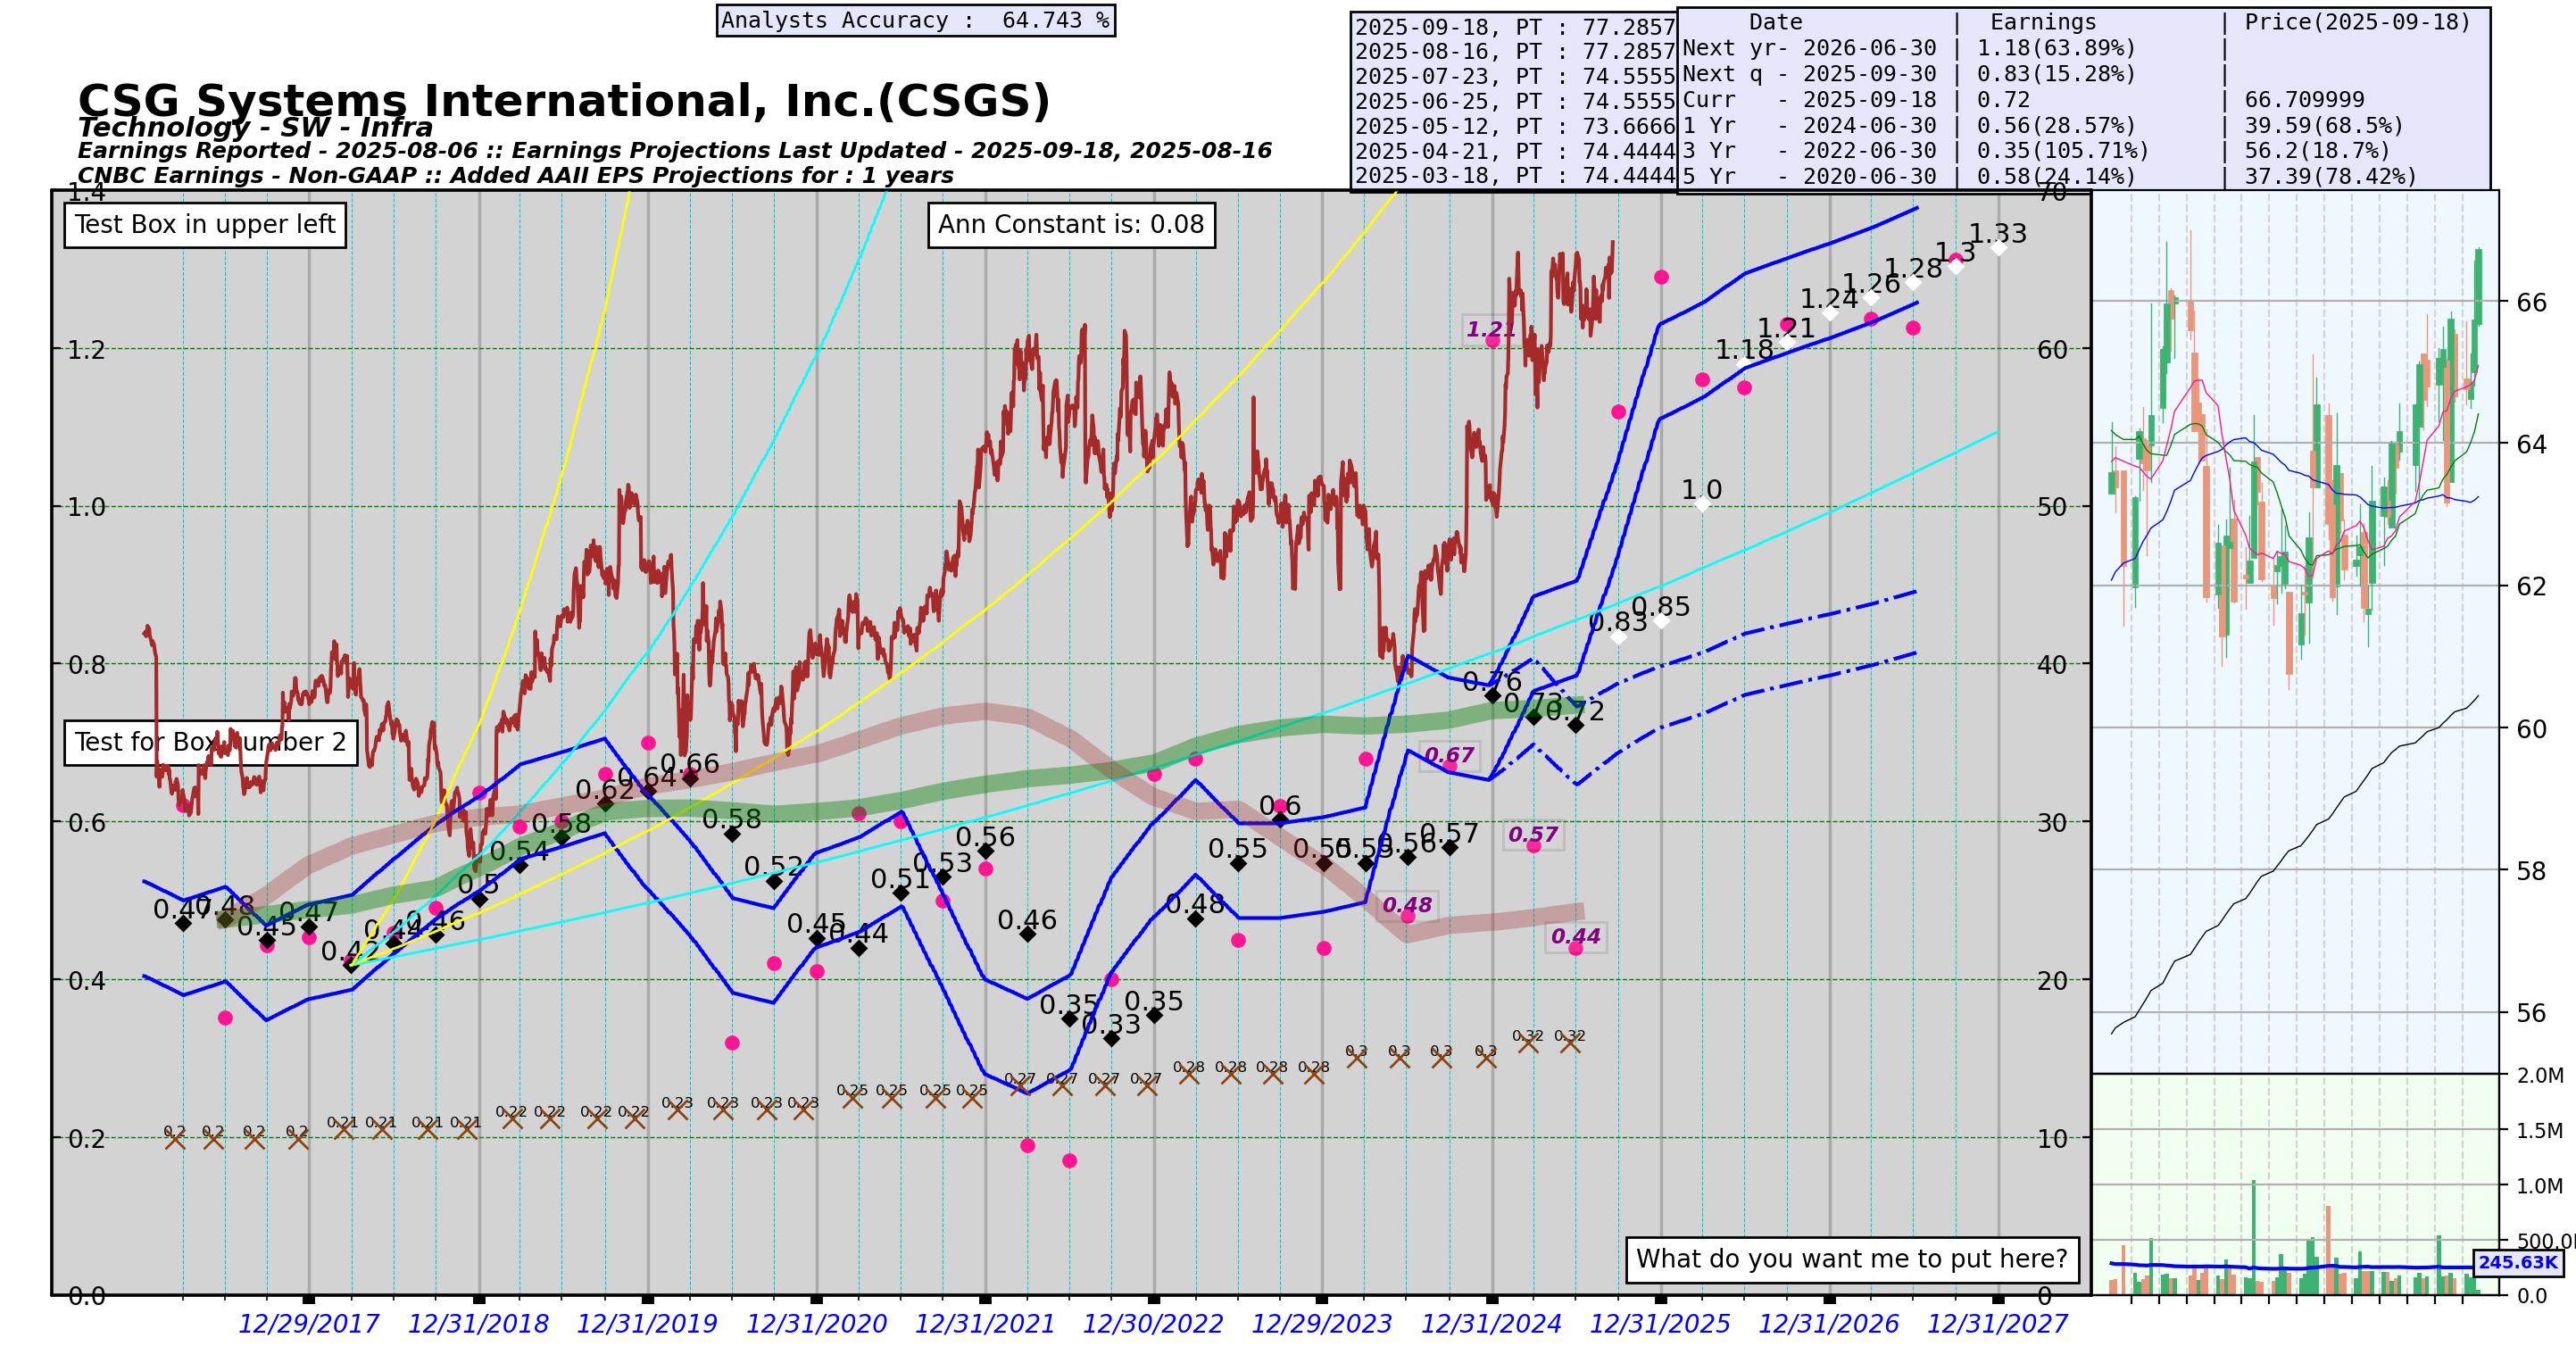 Analysts Accuracy :  64.743 %
2025-09-18, PT : 77.2857
2025-08-16, PT : 77.2857
2025-07-23, PT : 74.5555
2025-06-25, PT : 74.5555
2025-05-12, PT : 73.6666
2025-04-21, PT : 74.4444
2025-03-18, PT : 74.4444
Date | Earnings | Price(2025-09-18)
Next yr- 2026-06-30 | 1.18(63.89%) |
Next q - 2025-09-30 | 0.83(15.28%) |
Curr - 2025-09-18 | 0.72 | 66.709999
1 Yr - 2024-06-30 | 0.56(28.57%) | 39.59(68.5%)
3 Yr - 2022-06-30 | 0.35(105.71%) | 56.2(18.7%)
5 Yr - 2020-06-30 | 0.58(24.14%) | 37.39(78.42%)
CSG Systems International, Inc.(CSGS)
Technology - SW - Infra
Earnings Reported - 2025-08-06 :: Earnings Projections Last Updated - 2025-09-18, 2025-08-16
CNBC Earnings - Non-GAAP :: Added AAII EPS Projections for : 1 years
Test Box in upper left
Ann Constant is: 0.08
Test for Box number 2
What do you want me to put here?
1.4
1.2
1.0
0.8
0.6
0.4
0.2
0.0
70
60
50
40
30
20
10
0
66
64
62
60
58
56
2.0M
1.5M
1.0M
500.0
245.63K
0.0
0.47 0.48 0.45 0.47 0.42 0.44 0.46 0.5 0.54 0.58 0.62 0.64 0.66 0.58 0.52 0.45 0.44 0.51 0.53 0.56 0.46 0.35 0.33 0.35 0.48 0.55 0.6 0.55 0.55 0.56 0.57 0.76 0.73 0.72
0.83 0.85 1.0 1.18 1.21 1.24 1.26 1.28 1.3 1.33
0.48 0.67 1.21 0.57 0.44
0.2 0.2 0.2 0.2 0.21 0.21 0.21 0.21 0.22 0.22 0.22 0.22 0.23 0.23 0.23 0.23 0.25 0.25 0.25 0.25 0.27 0.27 0.27 0.27 0.28 0.28 0.28 0.28 0.3 0.3 0.3 0.3 0.32 0.32
12/29/2017 12/31/2018 12/31/2019 12/31/2020 12/31/2021 12/30/2022 12/29/2023 12/31/2024 12/31/2025 12/31/2026 12/31/2027